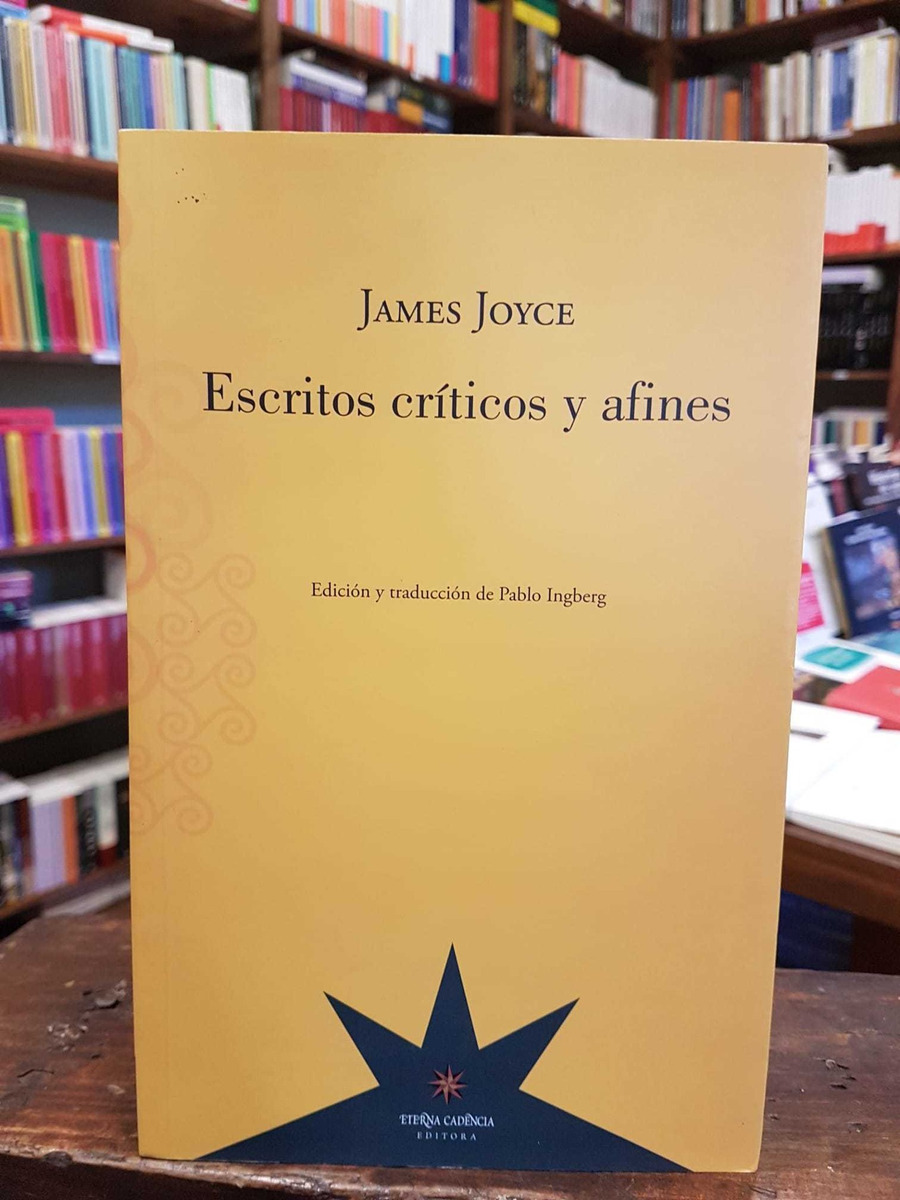 James Joyce
Escritos críticos y afines
Edición y traducción de Pablo Ingberg
ETERNA CADENCIA
EDITORA